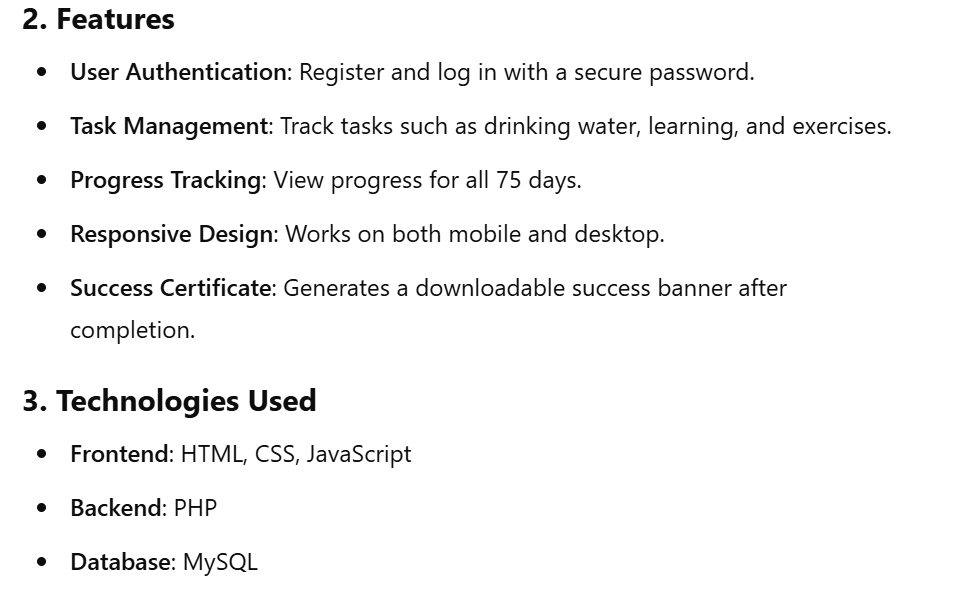 2. Features
• User Authentication: Register and log in with a secure password.
• Task Management: Track tasks such as drinking water, learning, and exercises.
• Progress Tracking: View progress for all 75 days.
• Responsive Design: Works on both mobile and desktop.
• Success Certificate: Generates a downloadable success banner after
completion.
3. Technologies Used
• Frontend: HTML, CSS, JavaScript
• Backend: PHP
• Database: MySQL